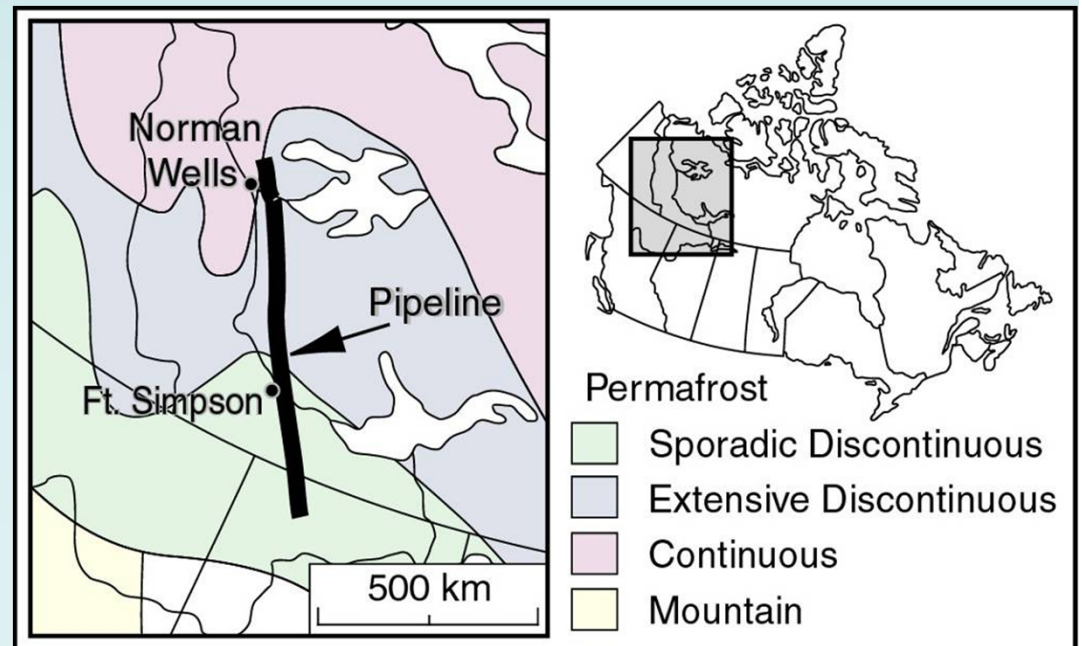 Norman
Wells
Pipeline
Ft. Simpson
500 km
Permafrost
Sporadic Discontinuous
Extensive Discontinuous
Continuous
Mountain